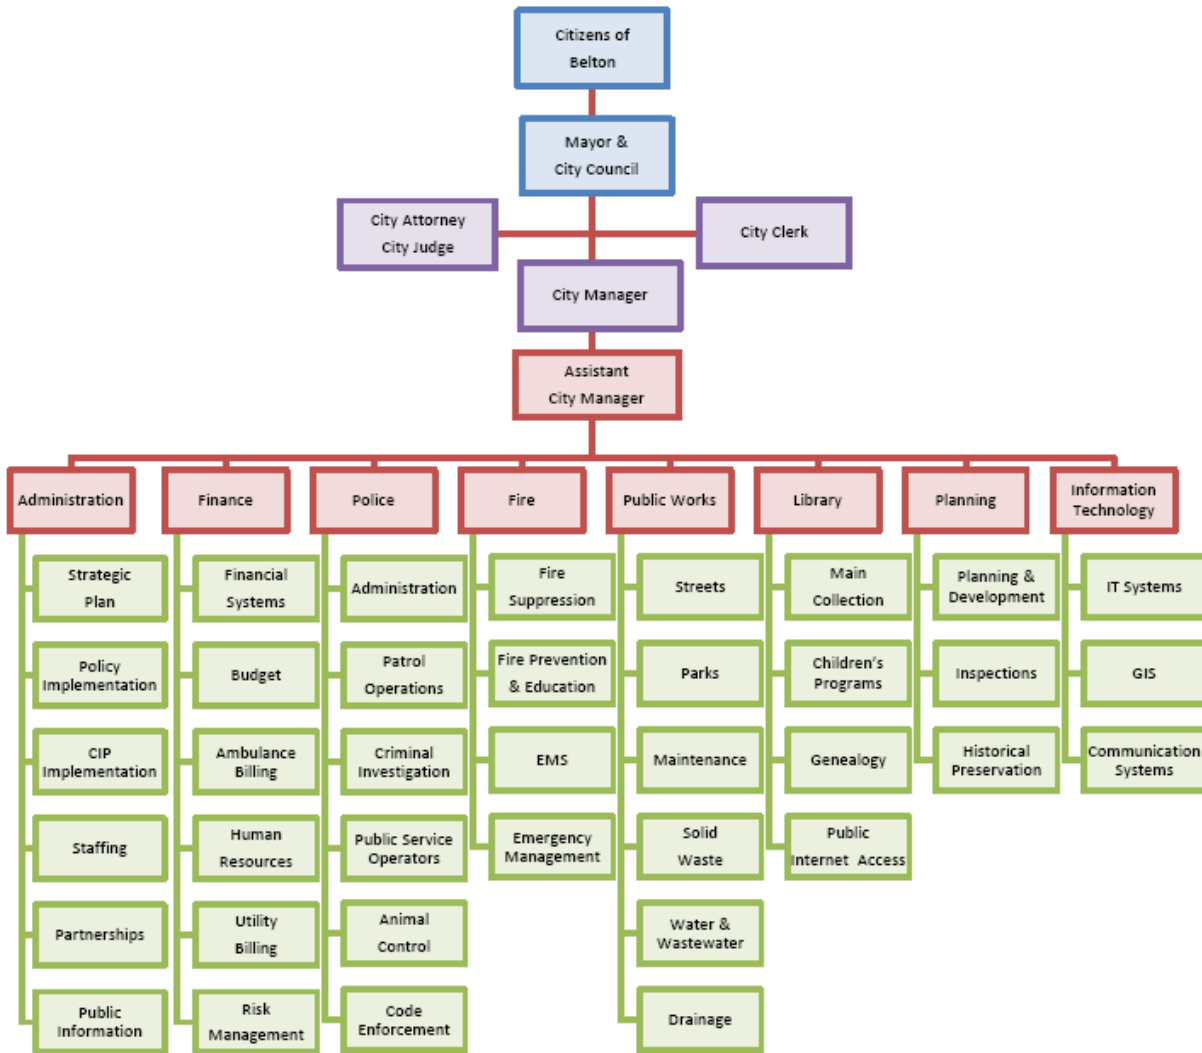 Citizens of
Belton
Mayor &
City Council
City Attorney
City Judge
City Clerk
City Manager
Assistant
City Manager
Administration
Finance
Police
Fire
Public Works
Library
Planning
Information
Technology
Strategic
Plan
Policy
Implementation
CIP
Implementation
Staffing
Partnerships
Public
Information
Financial
Systems
Budget
Ambulance
Billing
Human
Resources
Utility
Billing
Risk
Management
Administration
Patrol
Operations
Criminal
Investigation
Public Service
Operators
Animal
Control
Code
Enforcement
Fire
Suppression
Fire Prevention
& Education
EMS
Emergency
Management
Streets
Parks
Maintenance
Solid
Waste
Water &
Wastewater
Drainage
Main
Collection
Children's
Programs
Genealogy
Public
Internet Access
Planning &
Development
Inspections
Historical
Preservation
IT Systems
GIS
Communication
Systems